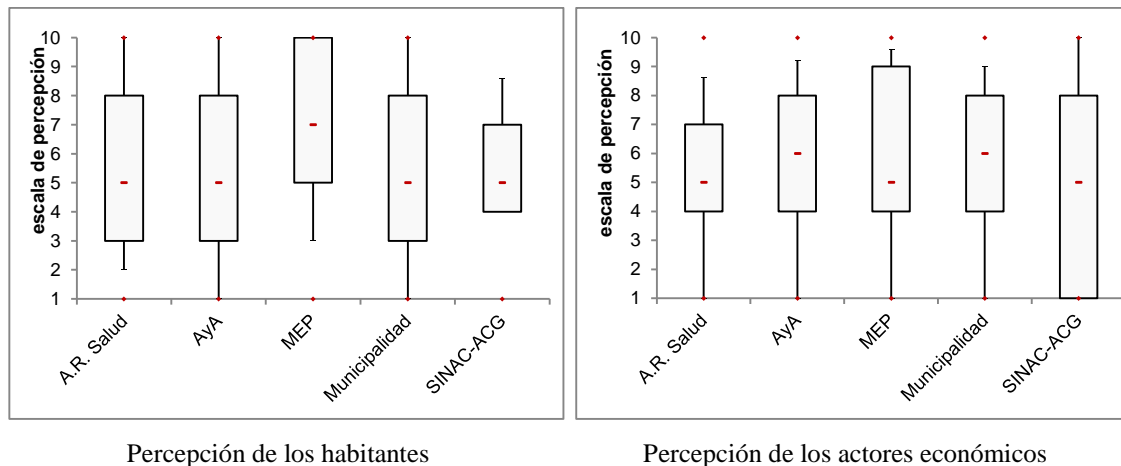 escala de percepción
10
9
8
7
6
5
4
3
2
1
A.R. Salud
AyA
MEP
Municipalidad
SINAC-ACG
Percepción de los habitantes
escala de percepción
10
9
8
7
6
5
4
3
2
1
A.R. Salud
AyA
MEP
Municipalidad
SINAC-ACG
Percepción de los actores económicos